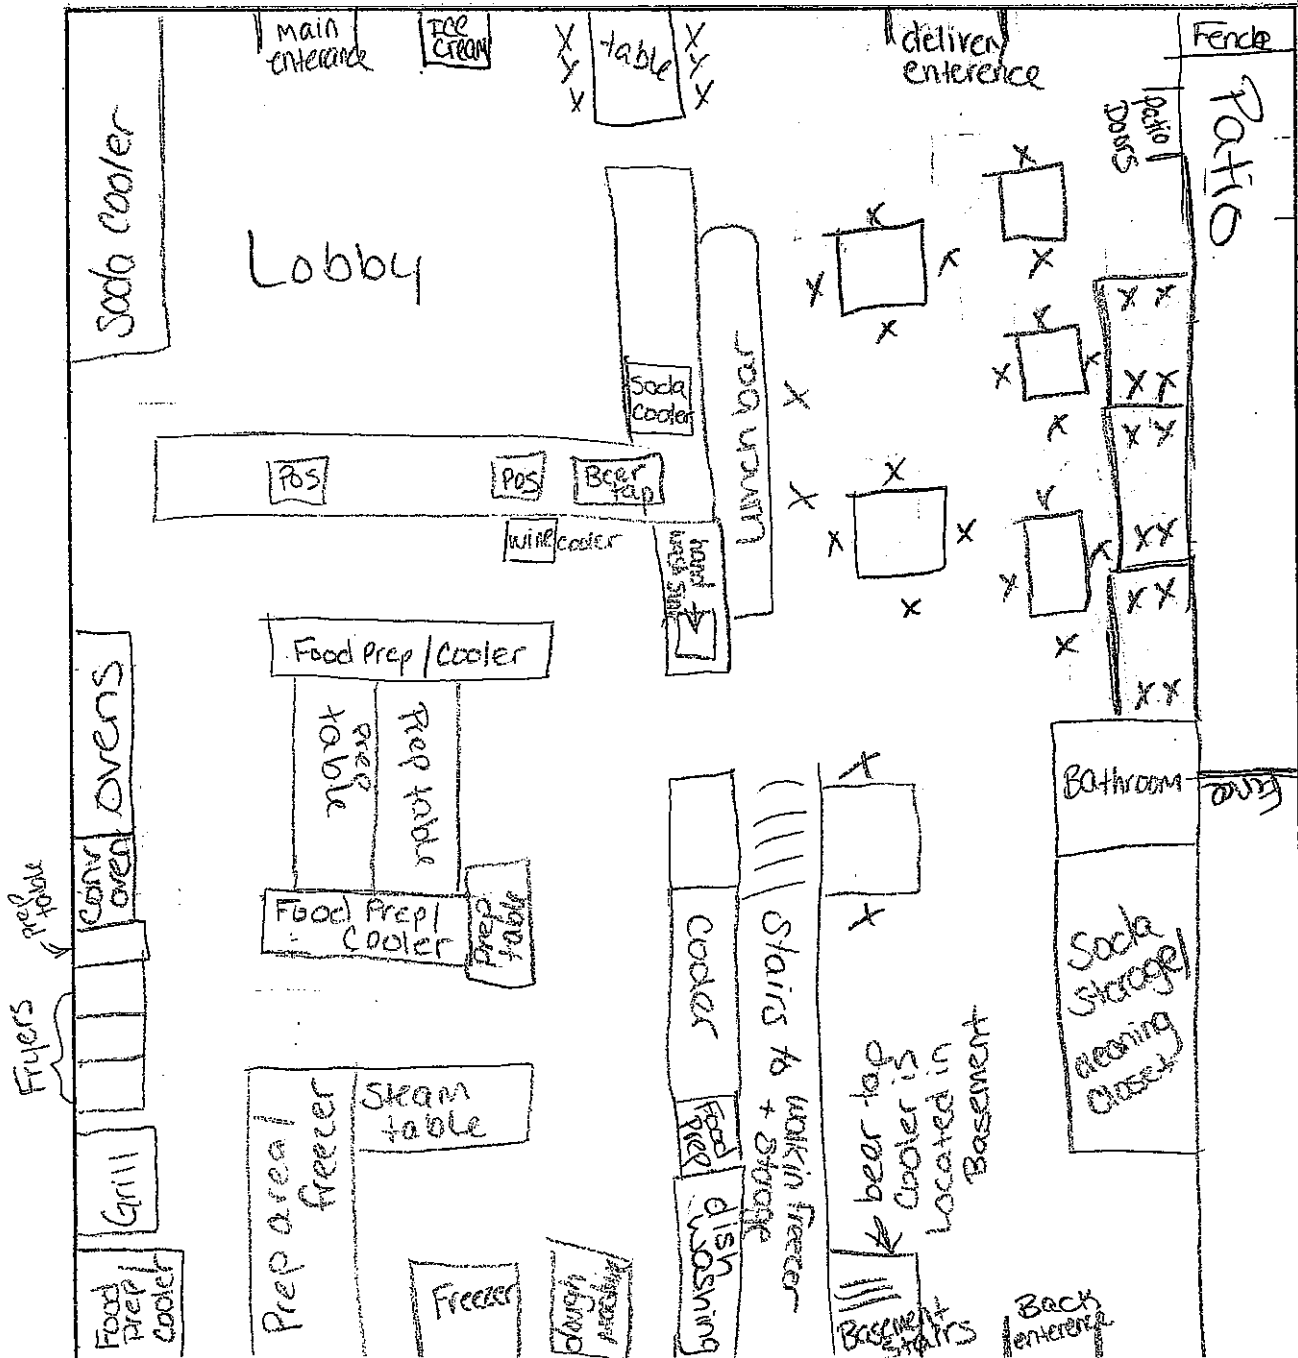 main
enterance
ICE
CREAM
table
delivery
enterence
Fence
Patio
Patio
Doors
Soda Cooler
Lobby
Soda
Cooler
Lunch bar
POS
POS
Beer
tap
wine cooler
hand
wash sink
Food Prep / Cooler
Prep
table
Prep table
ovens
Conv
oven
prep
table
Food Prep /
Cooler
Prep
table
Fryers
Bathroom
Fence
Cooler
Stairs to walkin freezer
+ Storage
Soda
Storage /
cleaning
Closet
beer tap
Cooler is
Located in
Basement
Steam
table
Prep area /
freezer
Food
Prep
dish
washing
Grill
Food
Prep /
Cooler
Freezer
dough
Basement
Stairs
Back
enterence